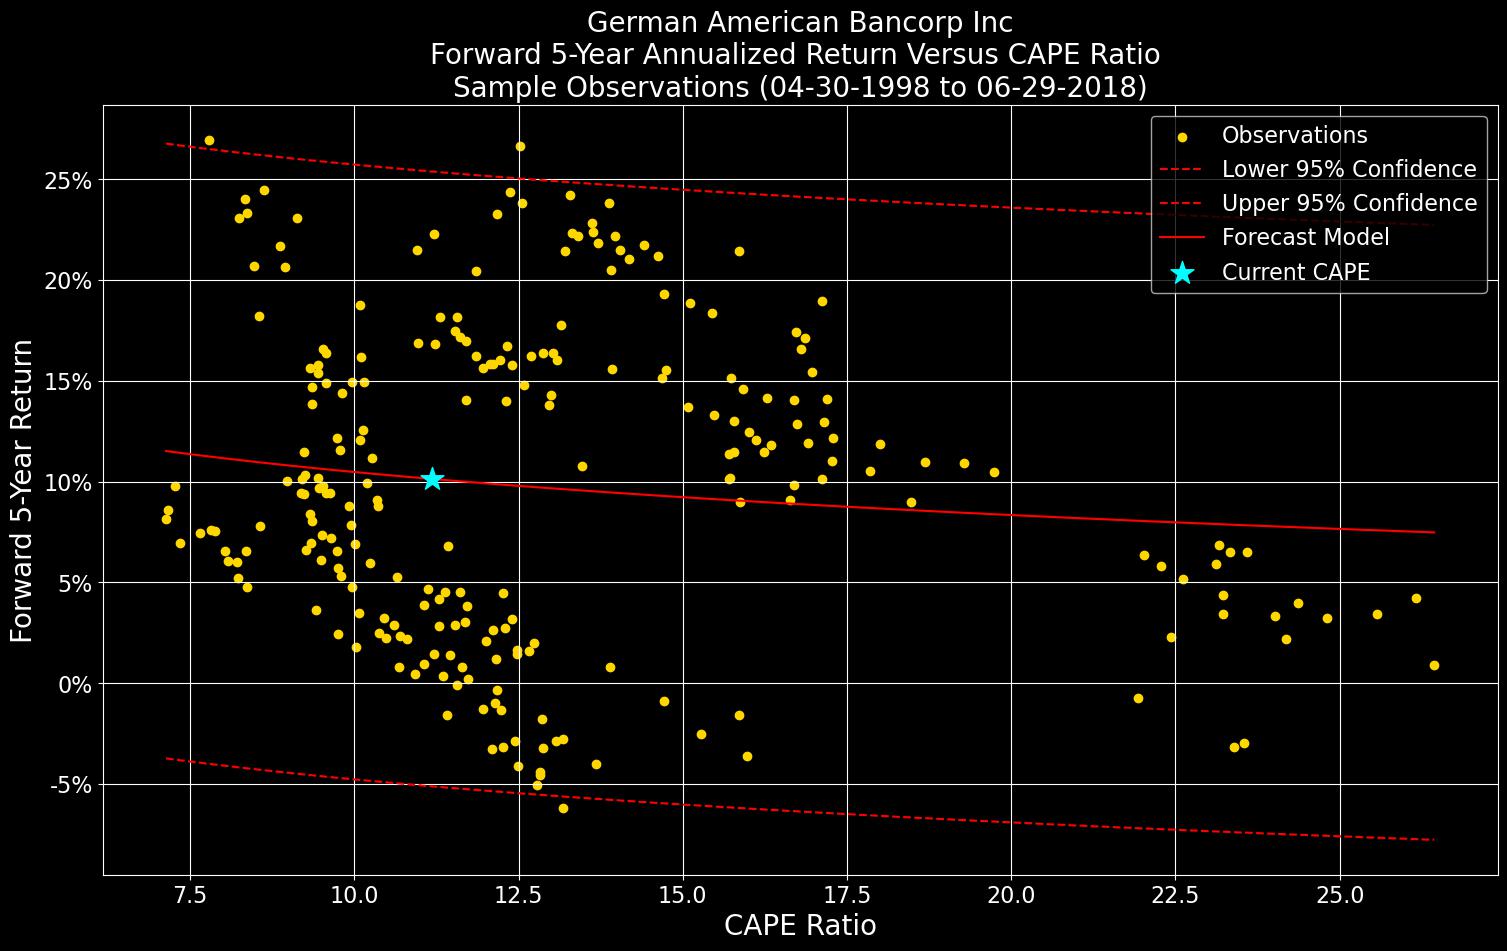 German American Bancorp Inc
Forward 5-Year Annualized Return Versus CAPE Ratio
Sample Observations (04-30-1998 to 06-29-2018)
Observations
Lower 95% Confidence
Upper 95% Confidence
Forecast Model
Current CAPE
Forward 5-Year Return
25%
20%
15%
10%
5%
0%
-5%
7.5 10.0 12.5 15.0 17.5 20.0 22.5 25.0
CAPE Ratio